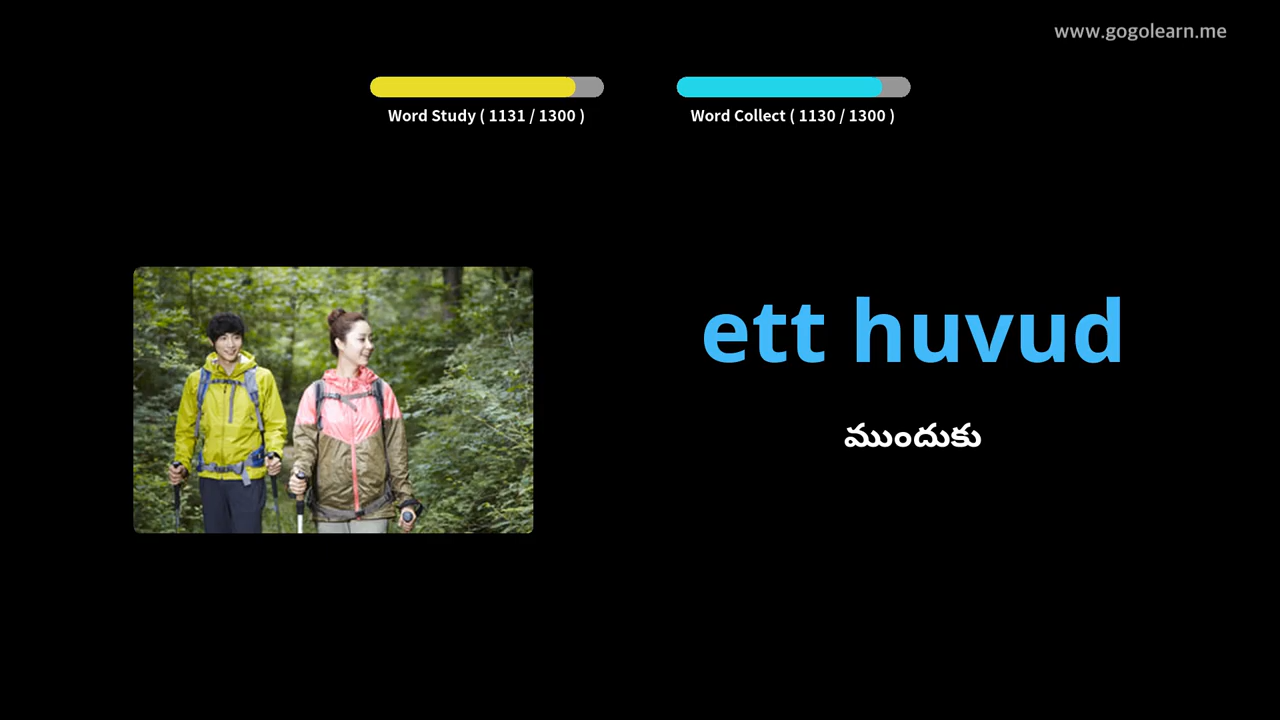 www.gogolearn.me
Word Study ( 1131 / 1300 )
Word Collect ( 1130 / 1300 )
ett huvud
ముందుకు